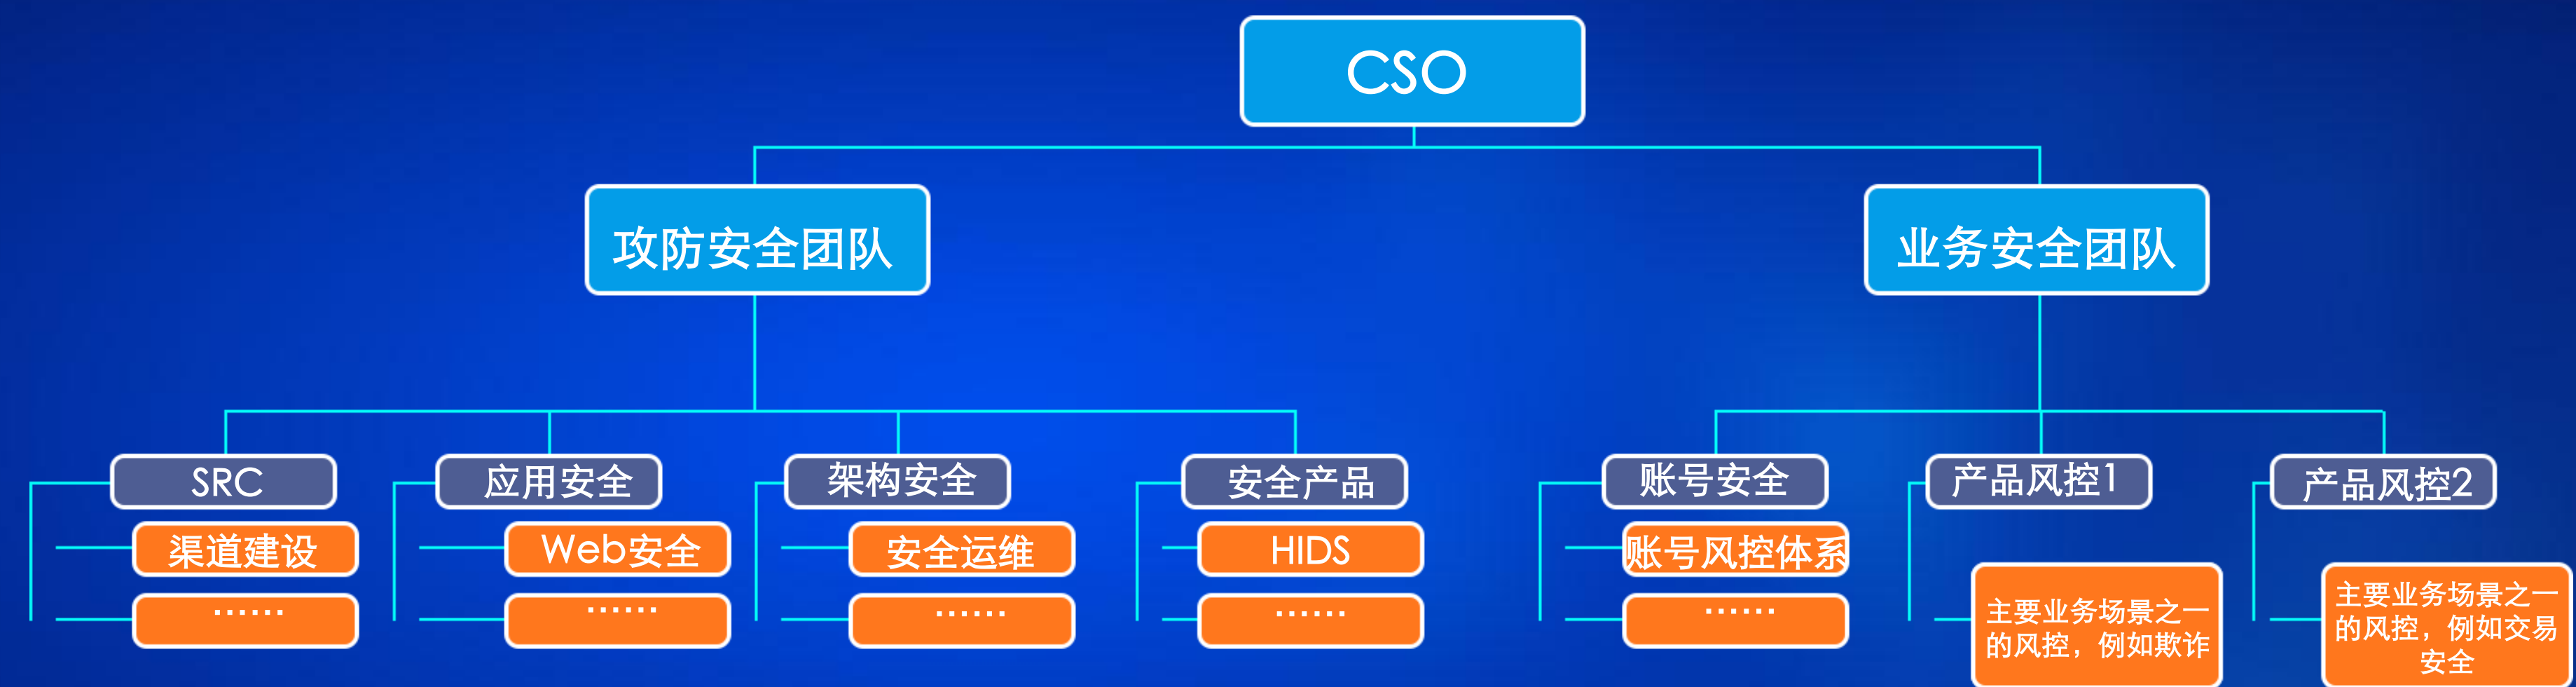 CSO
攻防安全团队
业务安全团队
SRC
应用安全
架构安全
安全产品
账号安全
产品风控1
产品风控2
渠道建设
Web安全
安全运维
HIDS
账号风控体系
……
……
……
……
……
主要业务场景之一
的风控，例如欺诈
主要业务场景之一
的风控，例如交易
安全